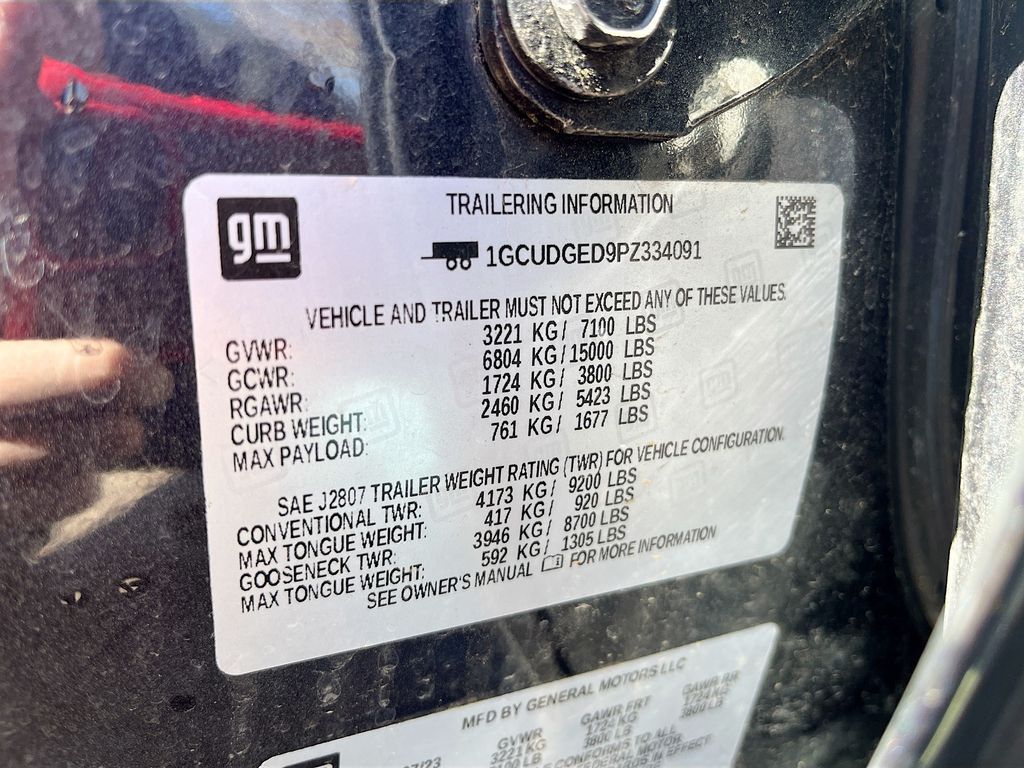 gm
TRAILERING INFORMATION
1GCUDGED9PZ334091
VEHICLE AND TRAILER MUST NOT EXCEED ANY OF THESE VALUES.
GVWR: 3221 KG/ 7100 LBS
GCWR: 6804 KG/15000 LBS
RGAWR: 1724 KG/ 3800 LBS
CURB WEIGHT: 2460 KG/ 5423 LBS
MAX PAYLOAD: 761 KG/ 1677 LBS
SAE J2807 TRAILER WEIGHT RATING (TWR) FOR VEHICLE CONFIGURATION.
CONVENTIONAL TWR: 4173 KG/ 9200 LBS
MAX TONGUE WEIGHT: 417 KG/ 920 LBS
GOOSENECK TWR: 3946 KG/ 8700 LBS
MAX TONGUE WEIGHT: 592 KG/ 1305 LBS
SEE OWNER'S MANUAL FOR MORE INFORMATION
MFD BY GENERAL MOTORS LLC
GVWR GAWR FRT GAWR RR
3221 KG 1724 KG 1724 KG
3800 LB 3800 LB